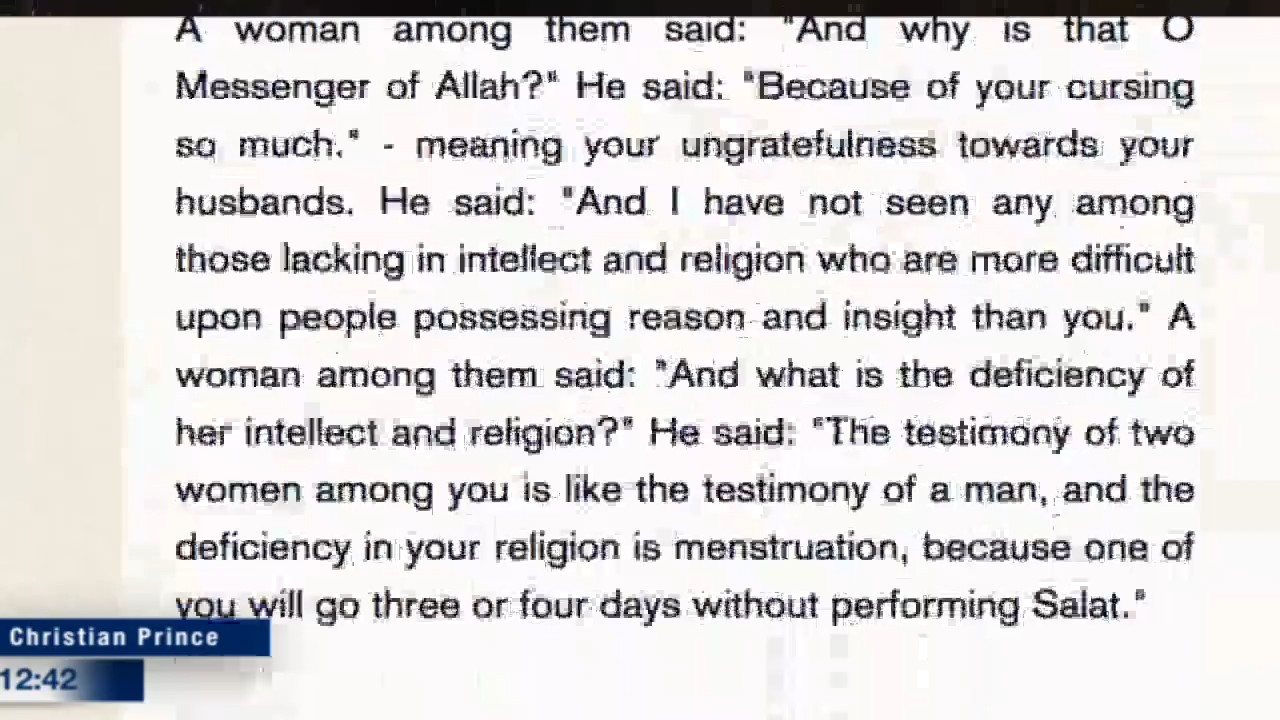 A woman among them said: "And why is that O
Messenger of Allah?" He said: "Because of your cursing
so much." - meaning your ungratefulness towards your
husbands. He said: "And I have not seen any among
those lacking in intellect and religion who are more difficult
upon people possessing reason and insight than you." A
woman among them said: "And what is the deficiency of
her intellect and religion?" He said: "The testimony of two
women among you is like the testimony of a man, and the
deficiency in your religion is menstruation, because one of
you will go three or four days without performing Salat."
Christian Prince
12:42